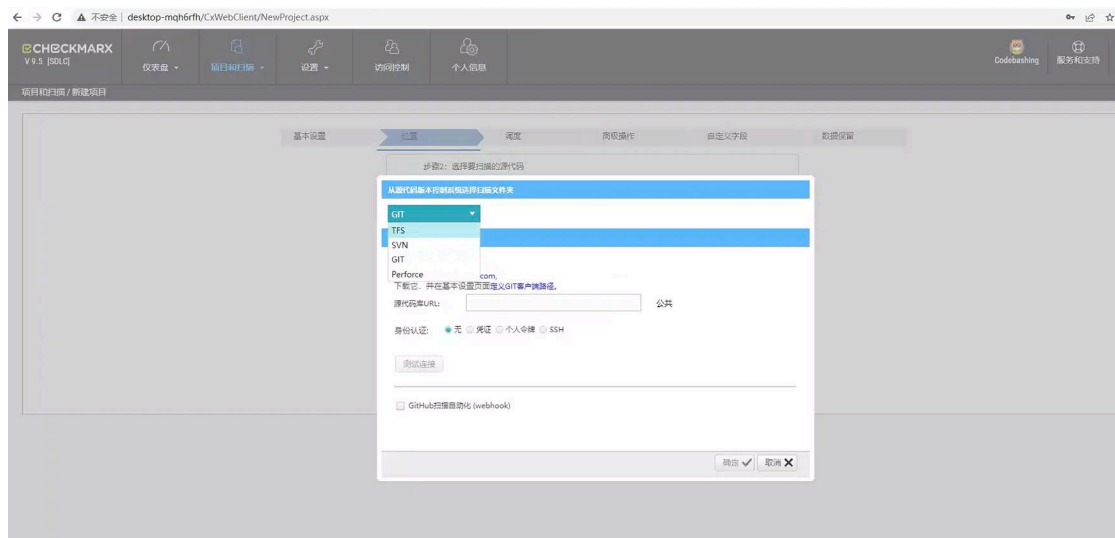 不安全 desktop-mqh6rfh/CxWebClient/NewProject.aspx
CHECKMARX
V 9.5 [SDLC]
仪表盘
项目和扫描
设置
访问控制
个人信息
Codebashing
服务和支持
项目和扫描 / 新建项目
基本设置 位置 调度 高级操作 自定义字段 数据保留
步骤2: 选择要扫描的源代码
从源代码版本控制系统选择扫描文件夹
GIT
TFS
SVN
GIT
Perforce
com,
下载它、并在基本设置页面定义GIT客户端路径。
源代码库URL: 公共
身份认证: 无 凭证 个人令牌 SSH
测试连接
GitHub扫描自动化 (webhook)
确定 取消